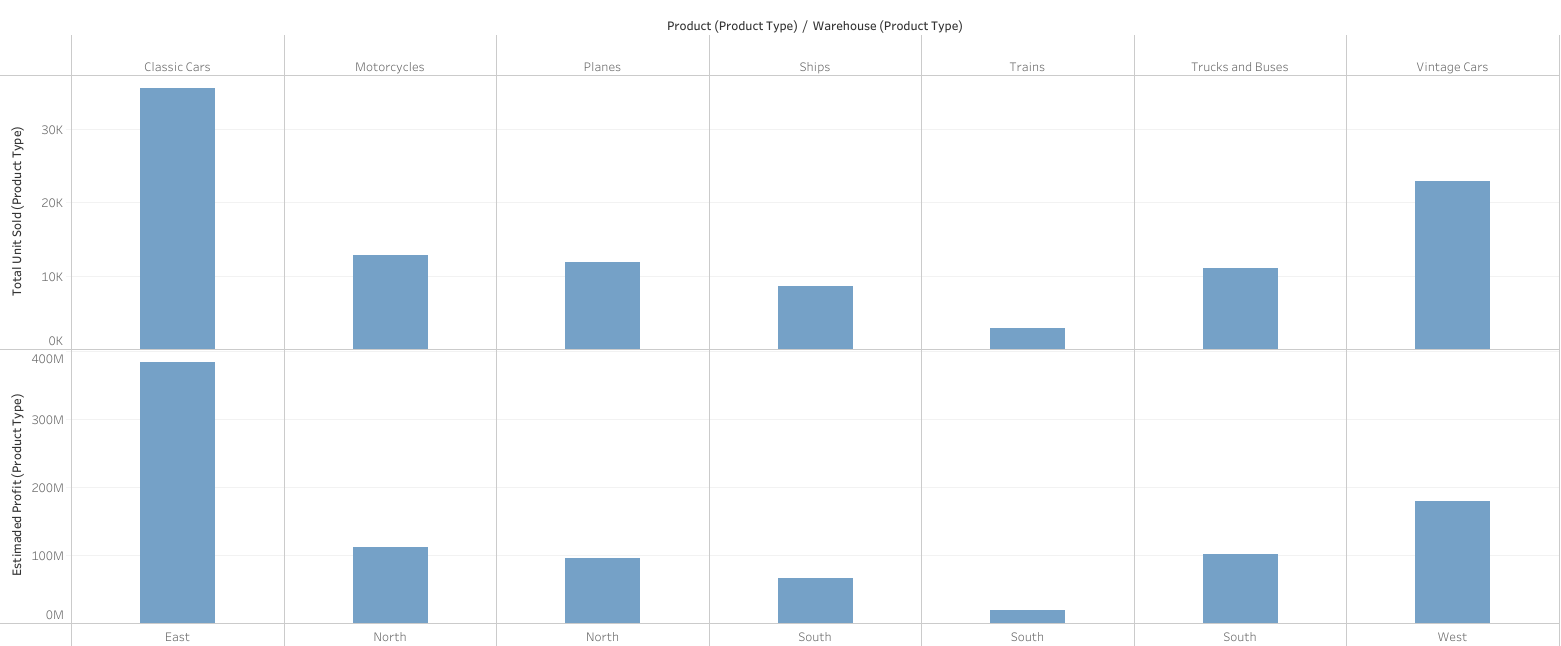 Product (Product Type) / Warehouse (Product Type)
Classic Cars
Motorcycles
Planes
Ships
Trains
Trucks and Buses
Vintage Cars
Total Unit Sold (Product Type)
30K
20K
10K
0K
Estimaded Profit (Product Type)
400M
300M
200M
100M
0M
East
North
North
South
South
South
West